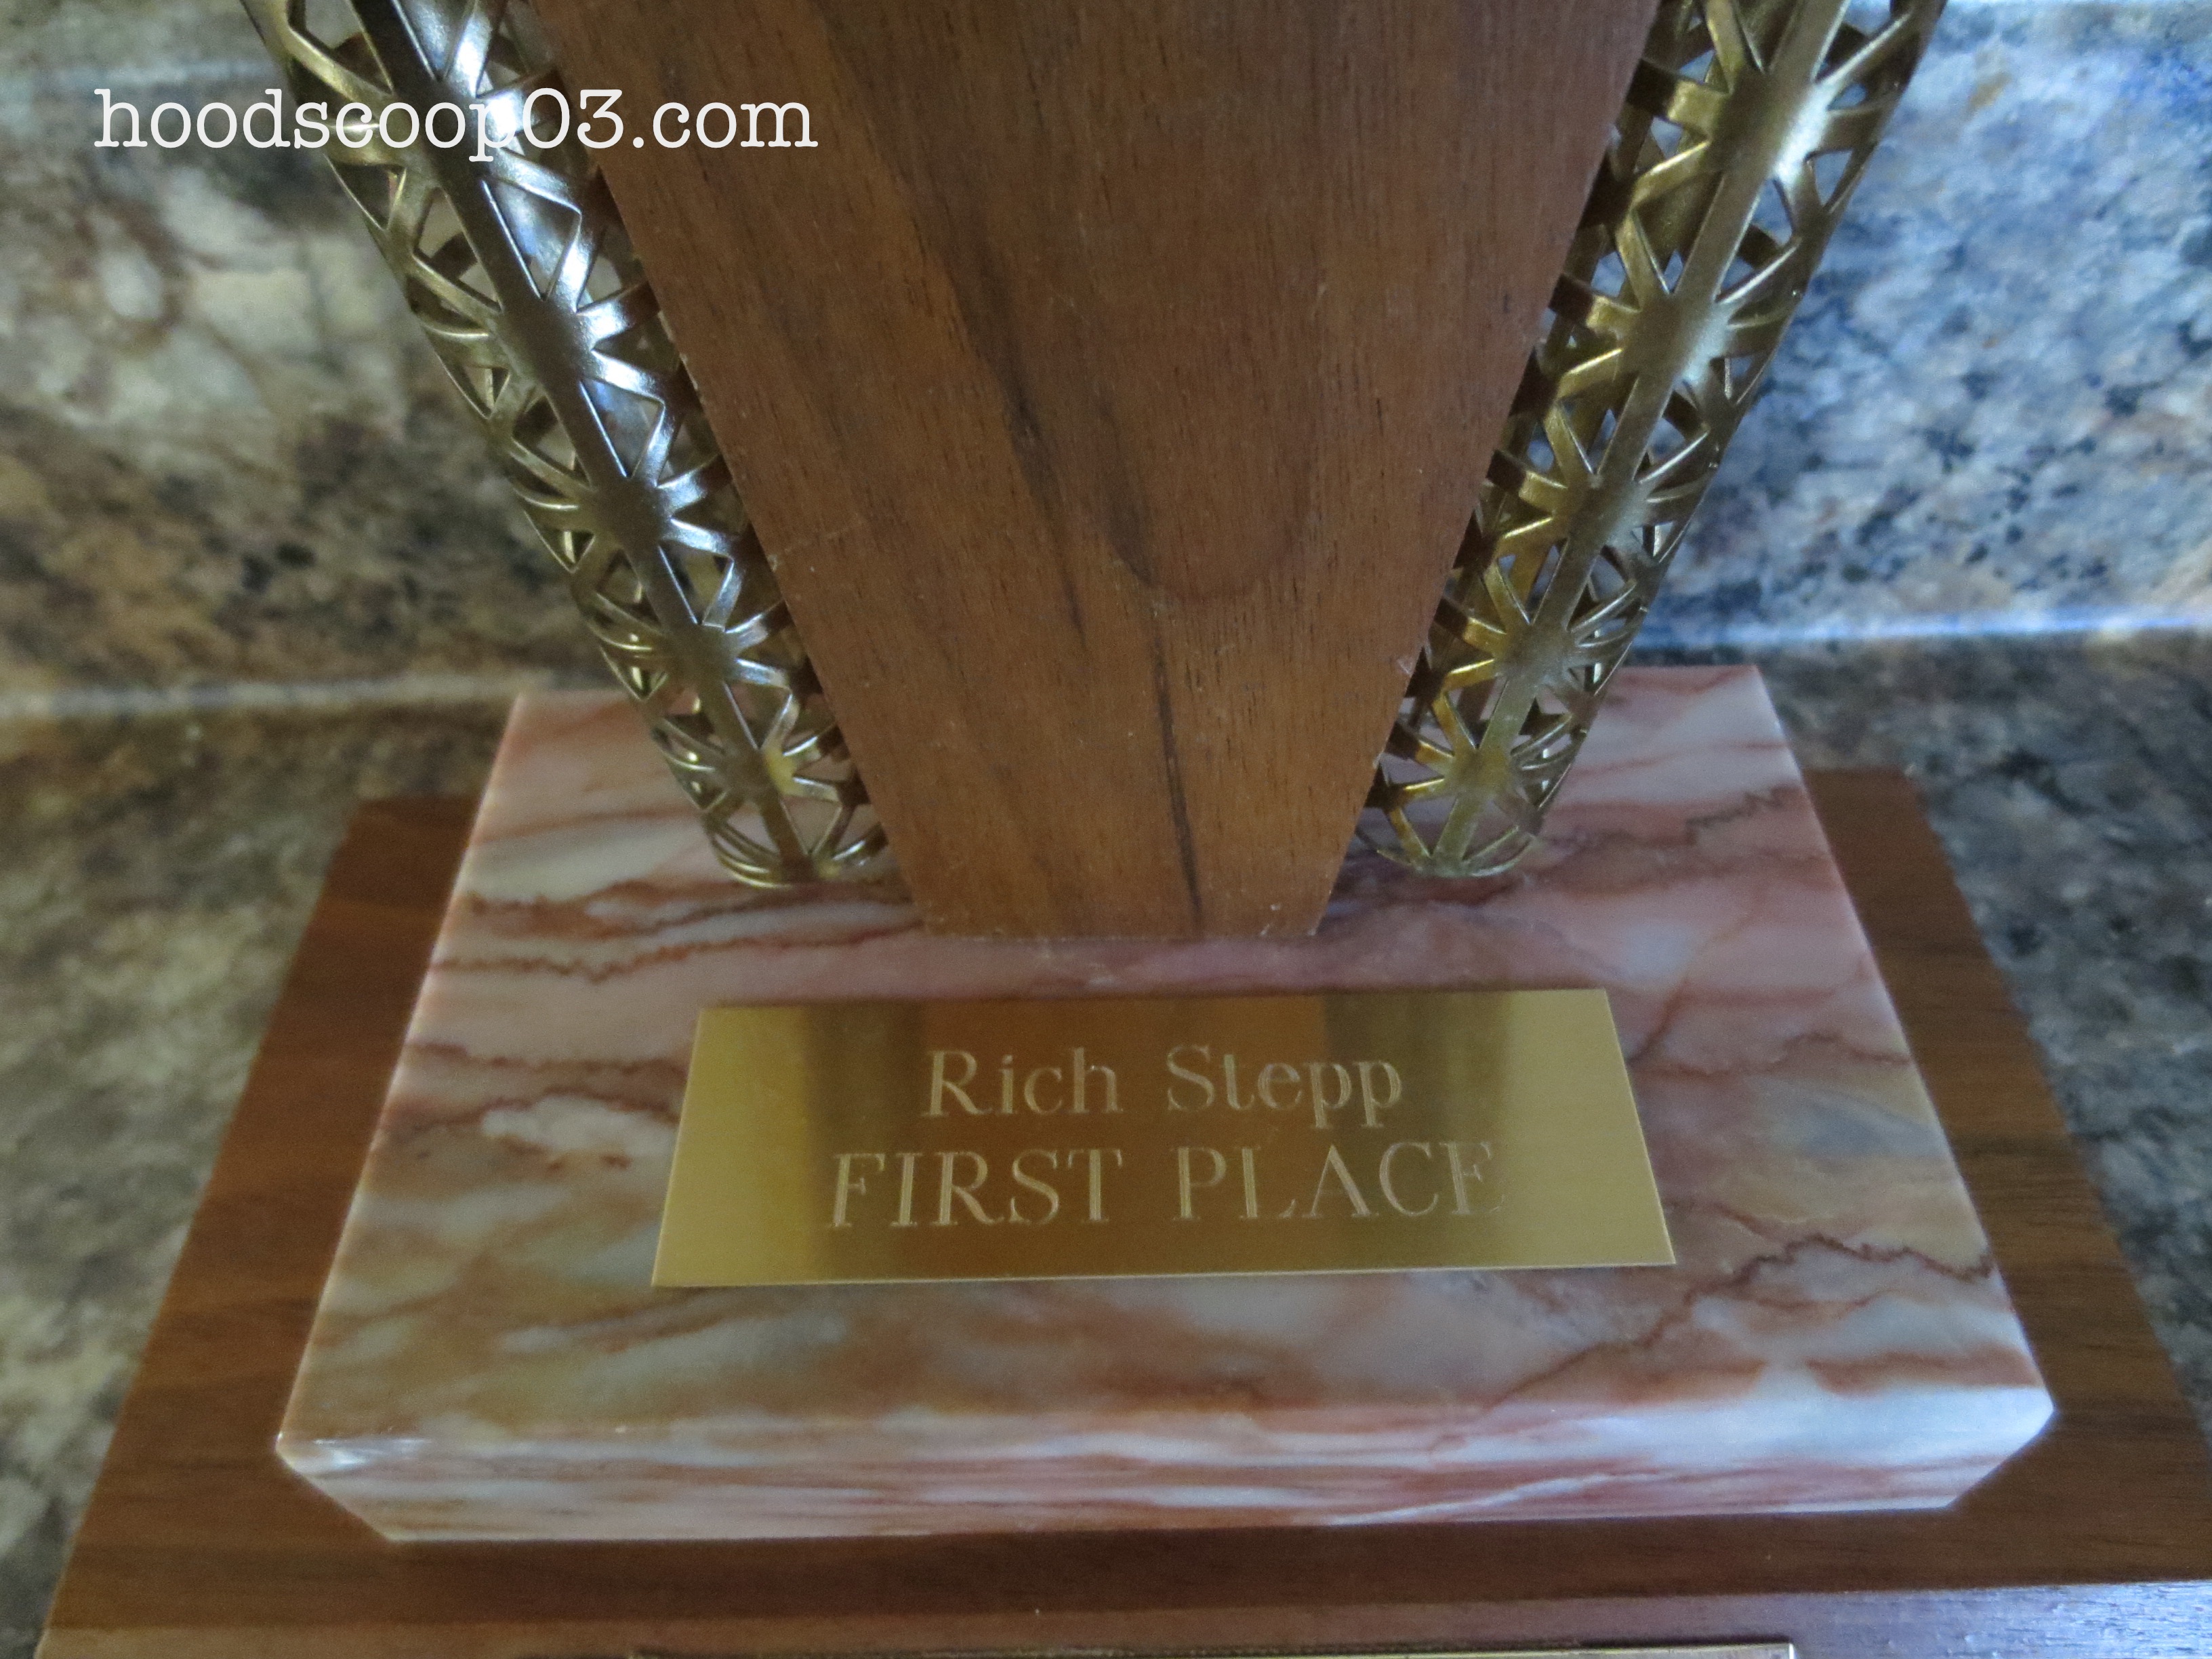 hoodscoop03.com
Rich Stepp
FIRST PLACE